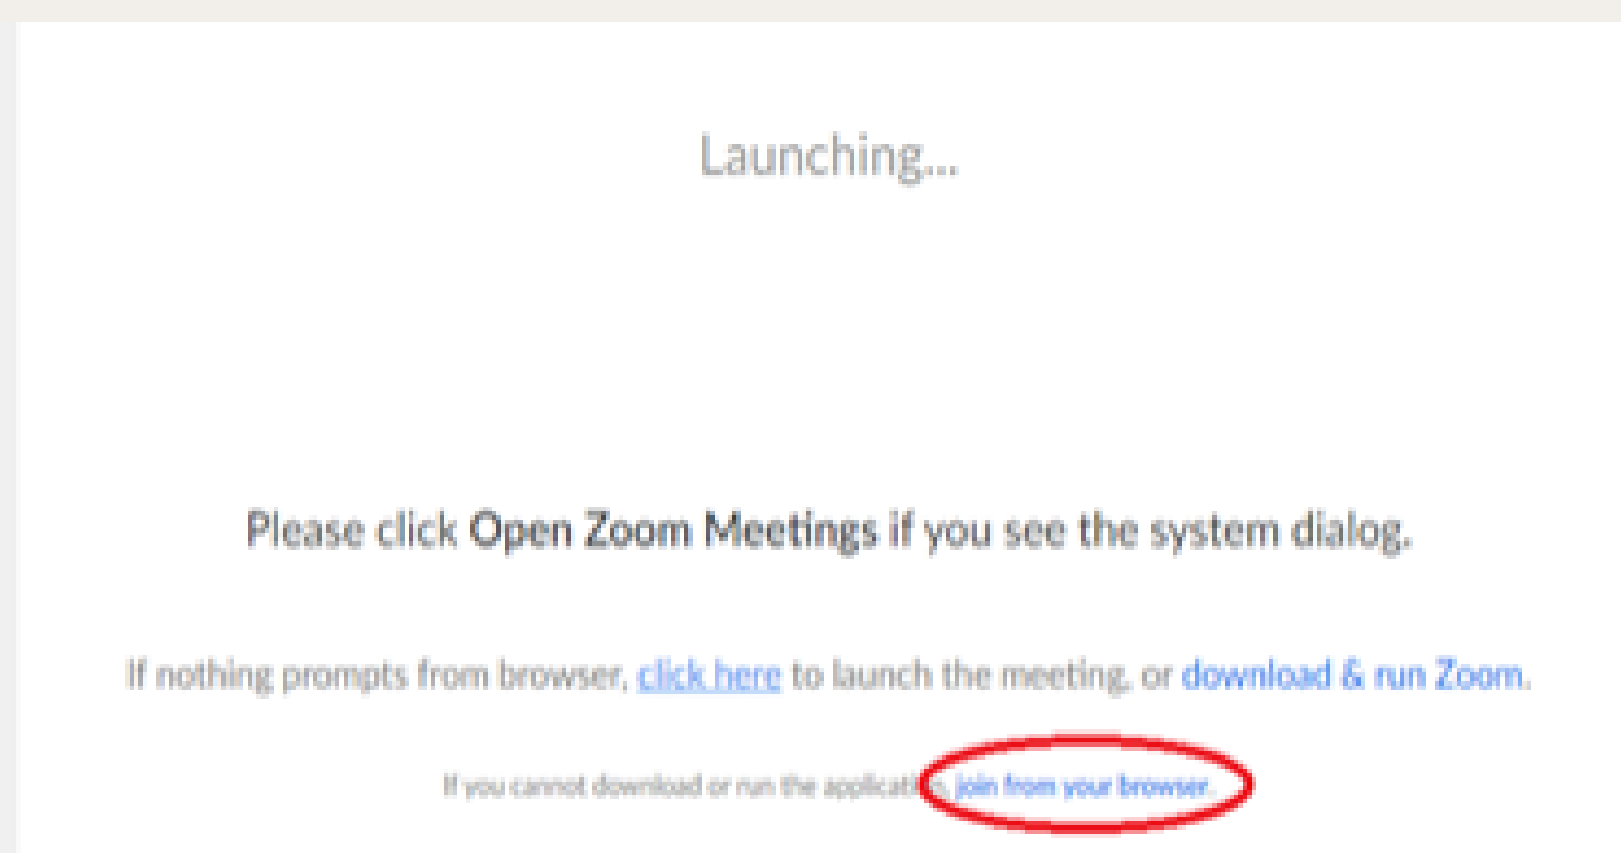 Launching...
Please click Open Zoom Meetings if you see the system dialog.
If nothing prompts from browser, click here to launch the meeting, or download & run Zoom.
If you cannot download or run the application, join from your browser.